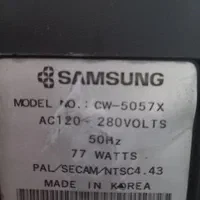 SAMSUNG
MODEL NO.: CW-5057X
AC120 - 280VOLTS
50Hz
77 WATTS
PAL/SECAM/NTSC4.43
MADE IN KOREA